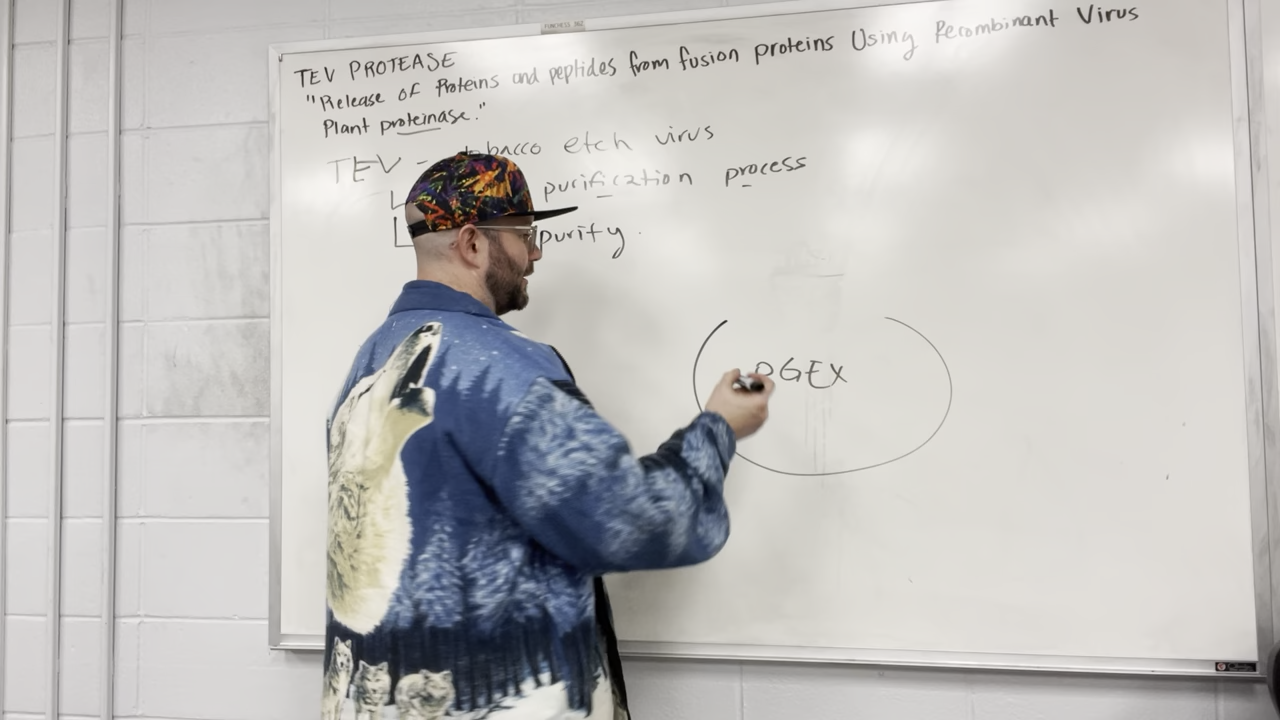 TEV PROTEASE
"Release of Proteins and peptides from fusion proteins Using Recombinant Virus
Plant proteinase."
TEV - tobacco etch virus
purification process
purity.
PGEX